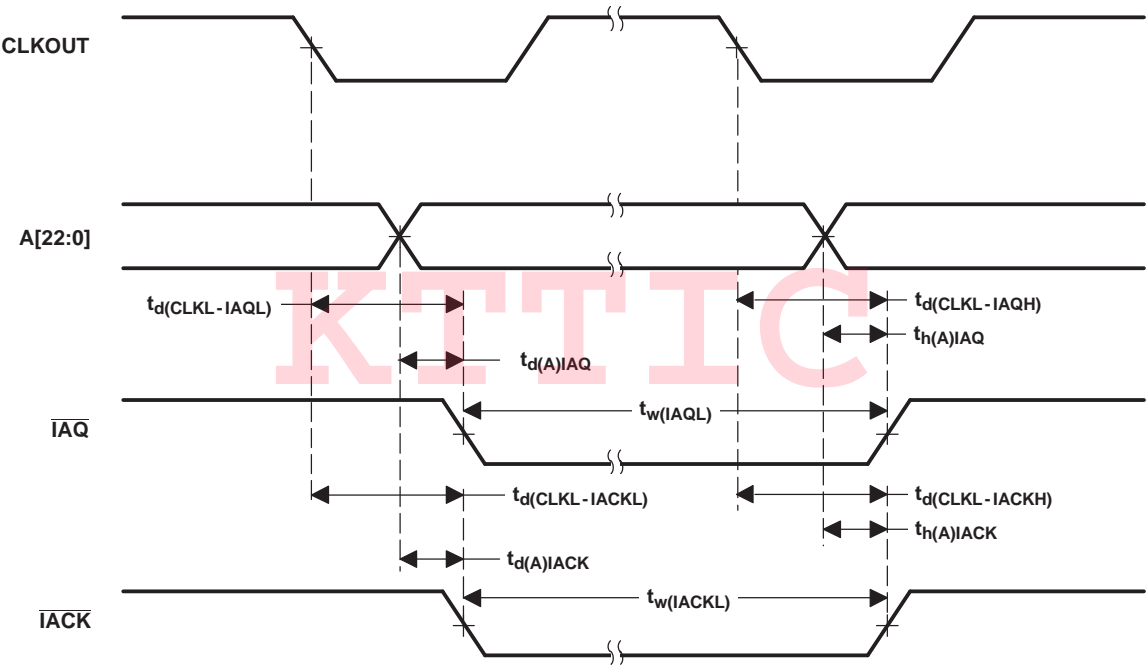 CLKOUT
A[22:0]
KTTIC
td(CLKL-IAQL)
td(CLKL-IAQH)
th(A)IAQ
td(A)IAQ
IAQ
tw(IAQL)
td(CLKL-IACKL)
td(CLKL-IACKH)
th(A)IACK
td(A)IACK
IACK
tw(IACKL)